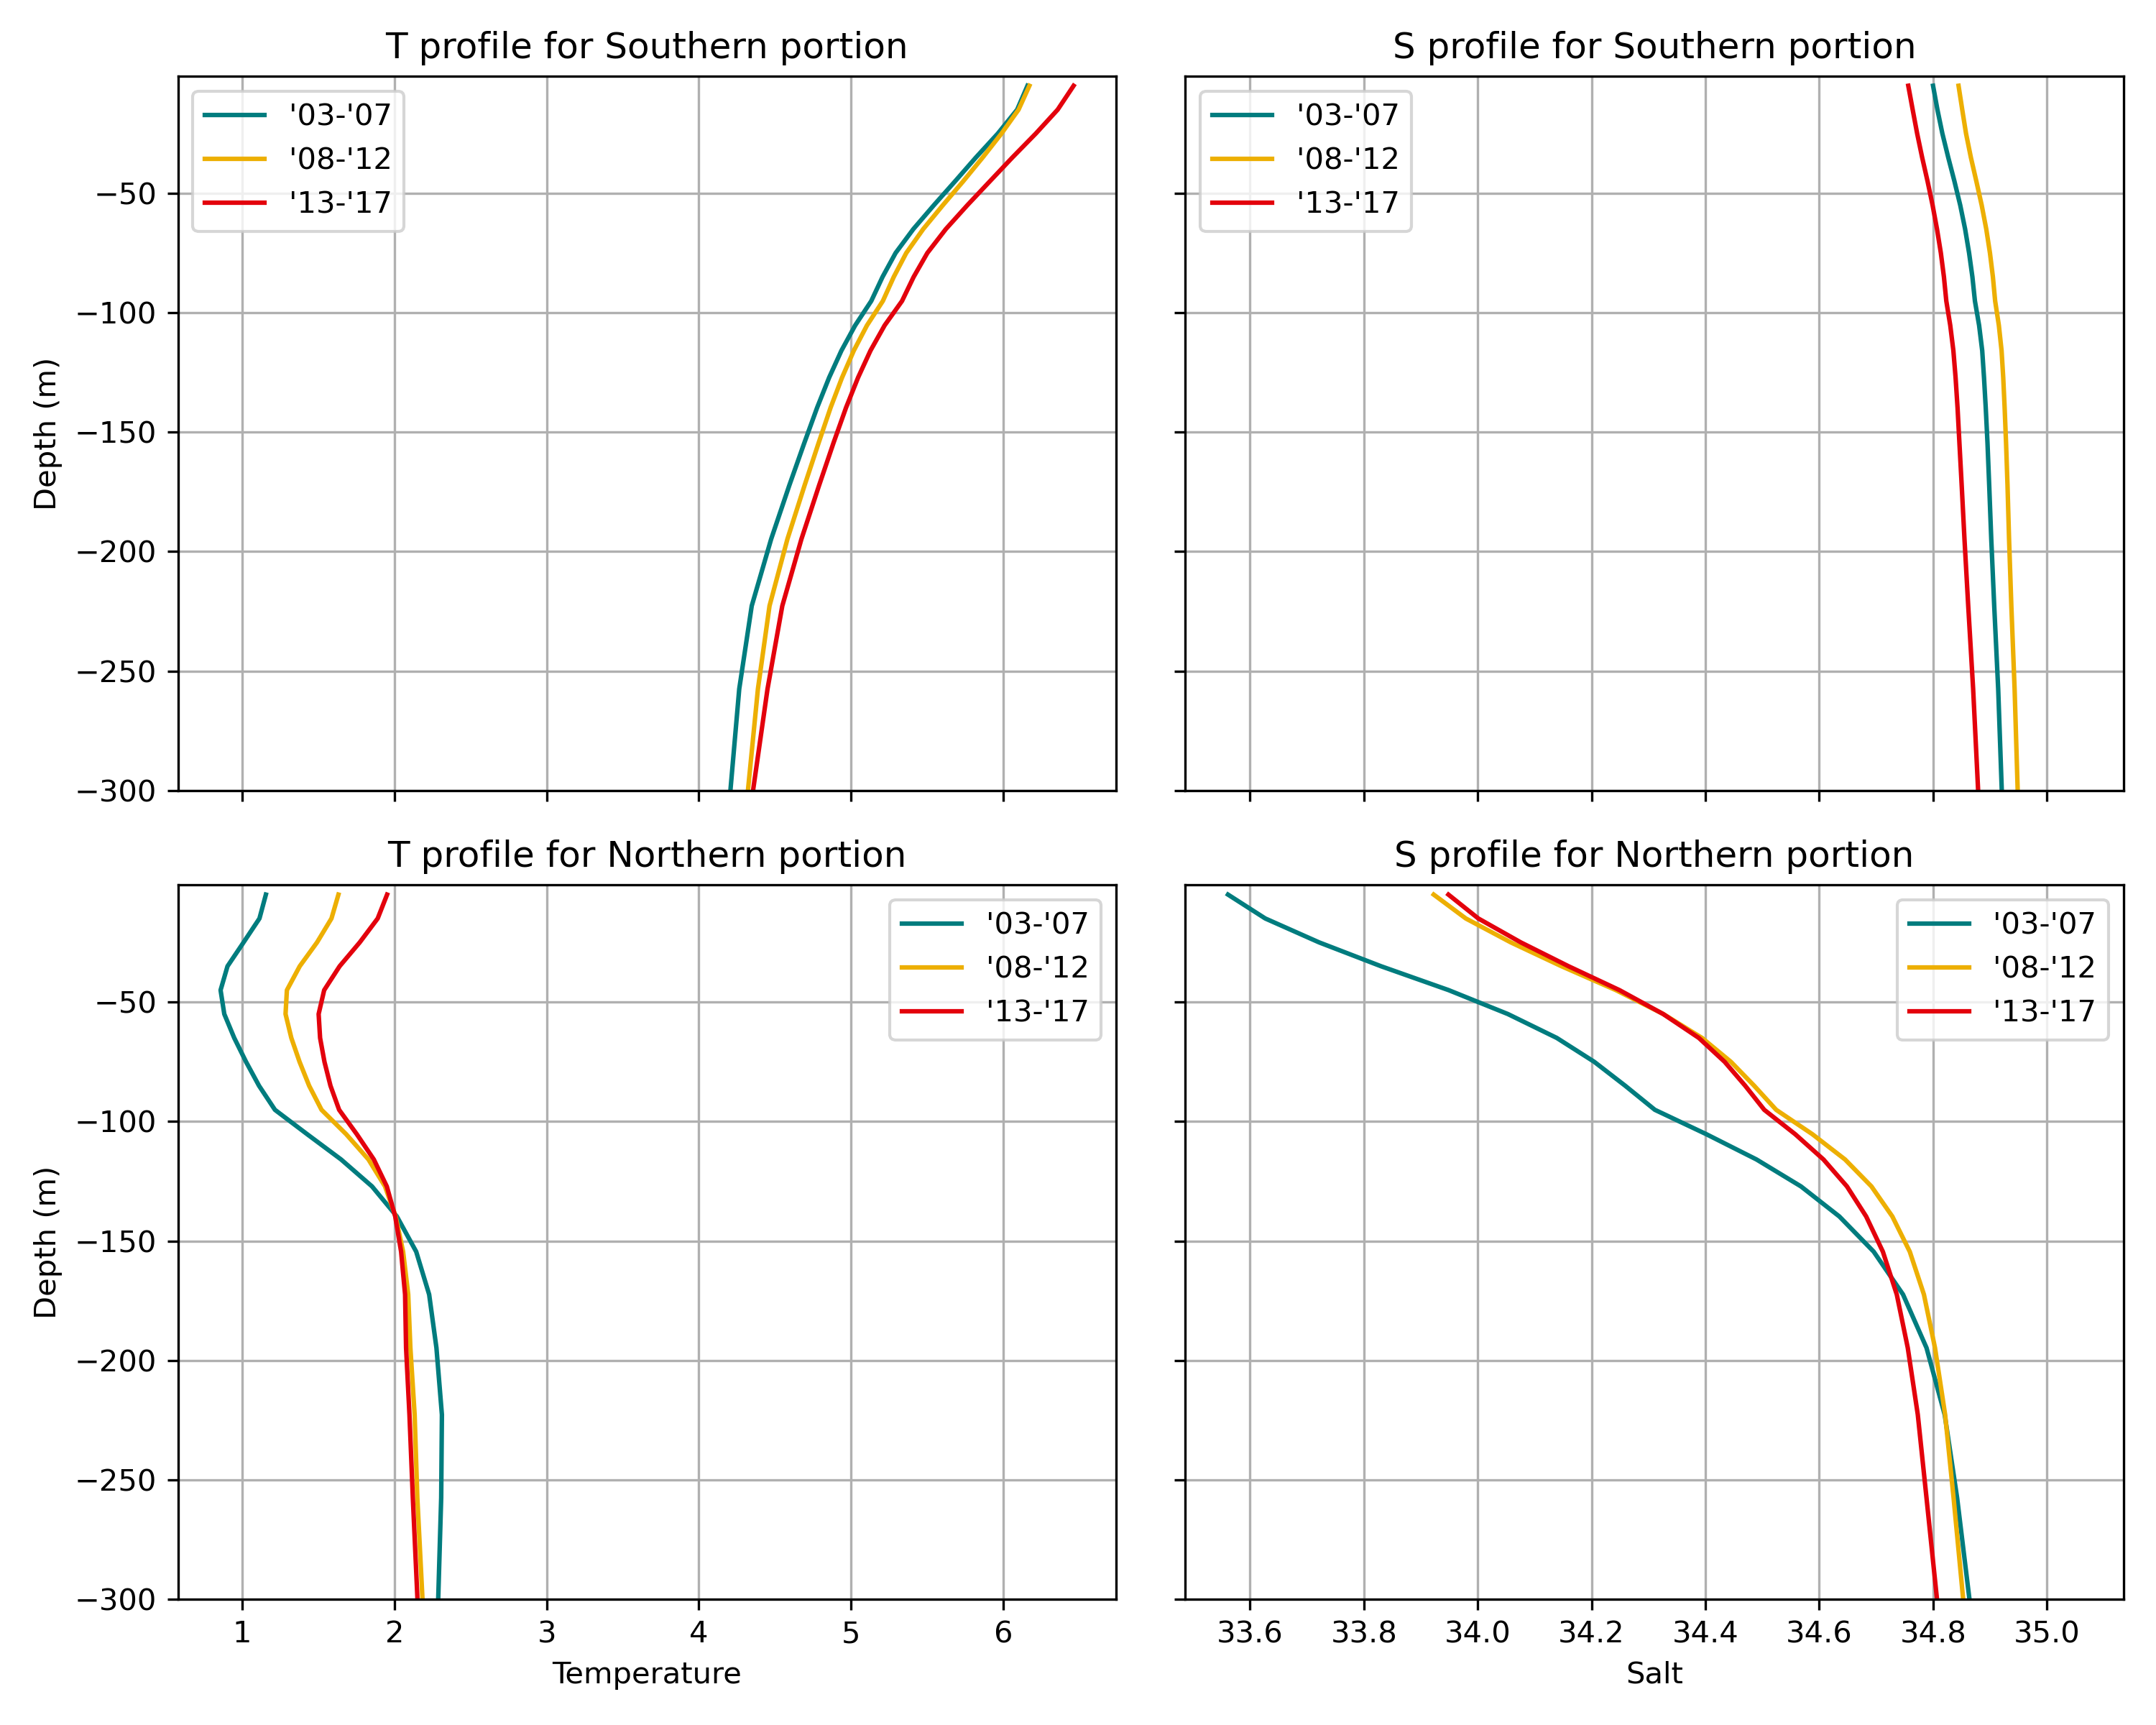 T profile for Southern portion
'03-'07
'08-'12
'13-'17
−50
−100
−150
−200
−250
−300
Depth (m)
S profile for Southern portion
'03-'07
'08-'12
'13-'17
T profile for Northern portion
'03-'07
'08-'12
'13-'17
−50
−100
−150
−200
−250
−300
Depth (m)
1 2 3 4 5 6
Temperature
S profile for Northern portion
'03-'07
'08-'12
'13-'17
33.6 33.8 34.0 34.2 34.4 34.6 34.8 35.0
Salt